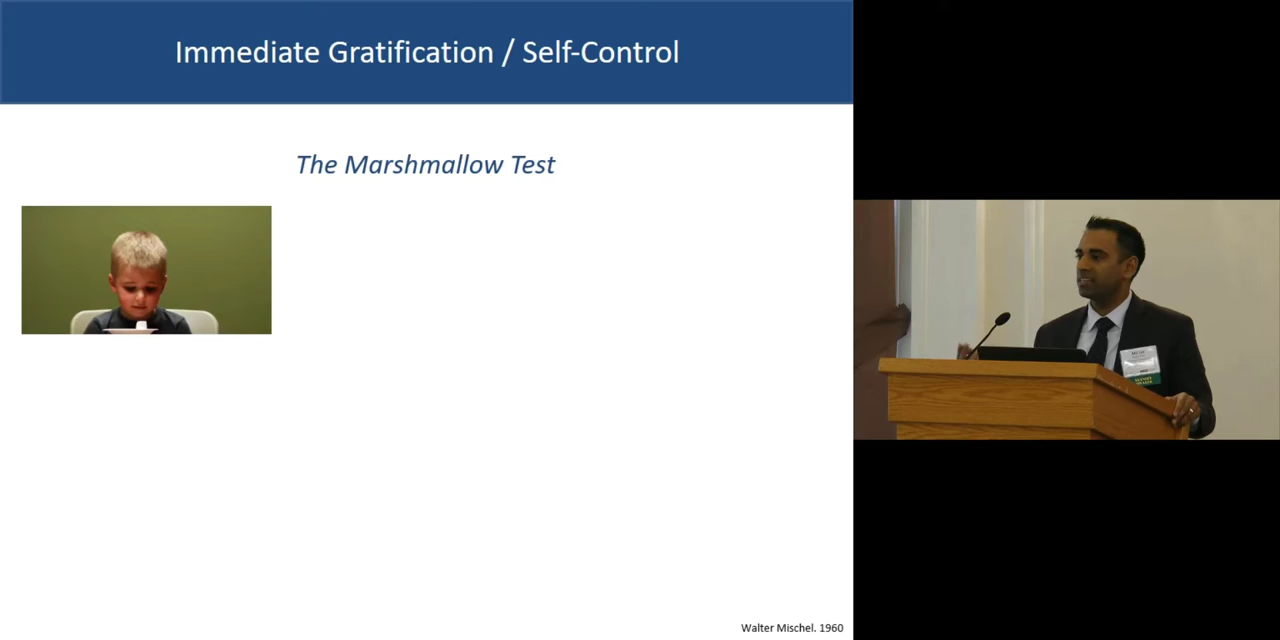 Immediate Gratification / Self-Control
The Marshmallow Test
Walter Mischel. 1960